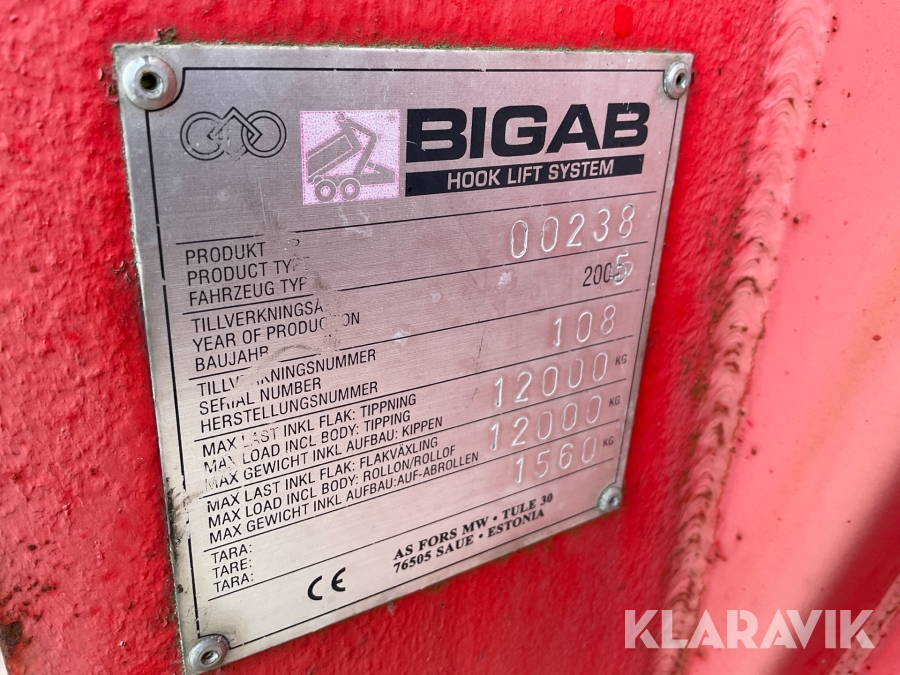 BIGAB
HOOK LIFT SYSTEM
PRODUKT 00238
PRODUCT TYPE
FAHRZEUG TYP
TILLVERKNINGSÅ 2005
YEAR OF PRODUCTION
BAUJAHR
TILLVERKNINGSNUMMER 108
SERIAL NUMBER
HERSTELLUNGSNUMMER
MAX LAST INKL FLAK: TIPPNING 12000 KG
MAX LOAD INCL BODY: TIPPING
MAX GEWICHT INKL AUFBAU: KIPPEN
MAX LAST INKL FLAK: FLAKVÄXLING 12000 KG
MAX LOAD INCL BODY: ROLLON/ROLLOF
MAX GEWICHT INKL AUFBAU:AUF-ABROLLEN
TARA: 1560 KG
TARE:
TARA:
CE
AS FORS MW • TULE 30
76505 SAUE • ESTONIA
KLARAVIK